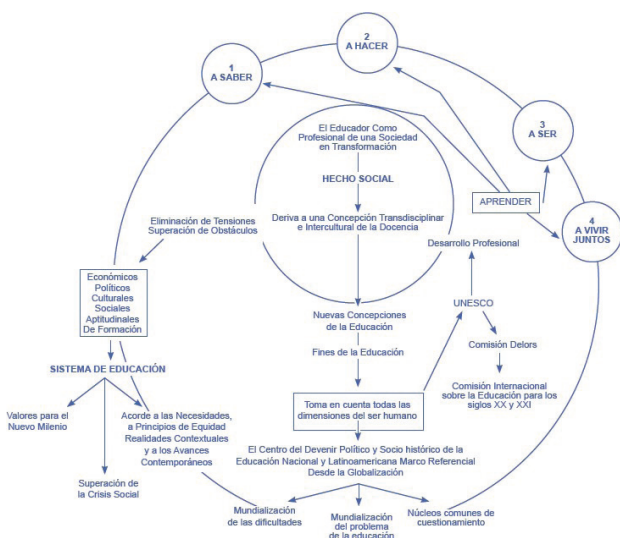 2
A HACER
1
A SABER
3
A SER
4
A VIVIR
JUNTOS
APRENDER
El Educador Como
Profesional de una Sociedad
en Transformación
HECHO SOCIAL
Deriva a una Concepción Transdisciplinar
e Intercultural de la Docencia
Eliminación de Tensiones
Superación de Obstáculos
Económicos
Políticos
Culturales
Sociales
Aptitudinales
De Formación
SISTEMA DE EDUCACIÓN
Valores para el
Nuevo Milenio
Acorde a las Necesidades,
a Principios de Equidad
Realidades Contextuales
y a los Avances
Contemporáneos
Superación de
la Crisis Social
Nuevas Concepciones
de la Educación
Fines de la Educación
Toma en cuenta todas las
dimensiones del ser humano
Desarrollo Profesional
UNESCO
Comisión Delors
Comisión Internacional
sobre la Educación para los
siglos XX y XXI
El Centro del Devenir Político y Socio histórico de la
Educación Nacional y Latinoamericana Marco Referencial
Desde la Globalización
Mundialización
de las dificultades
Mundialización
del problema
de la educación
Núcleos comunes de
cuestionamiento